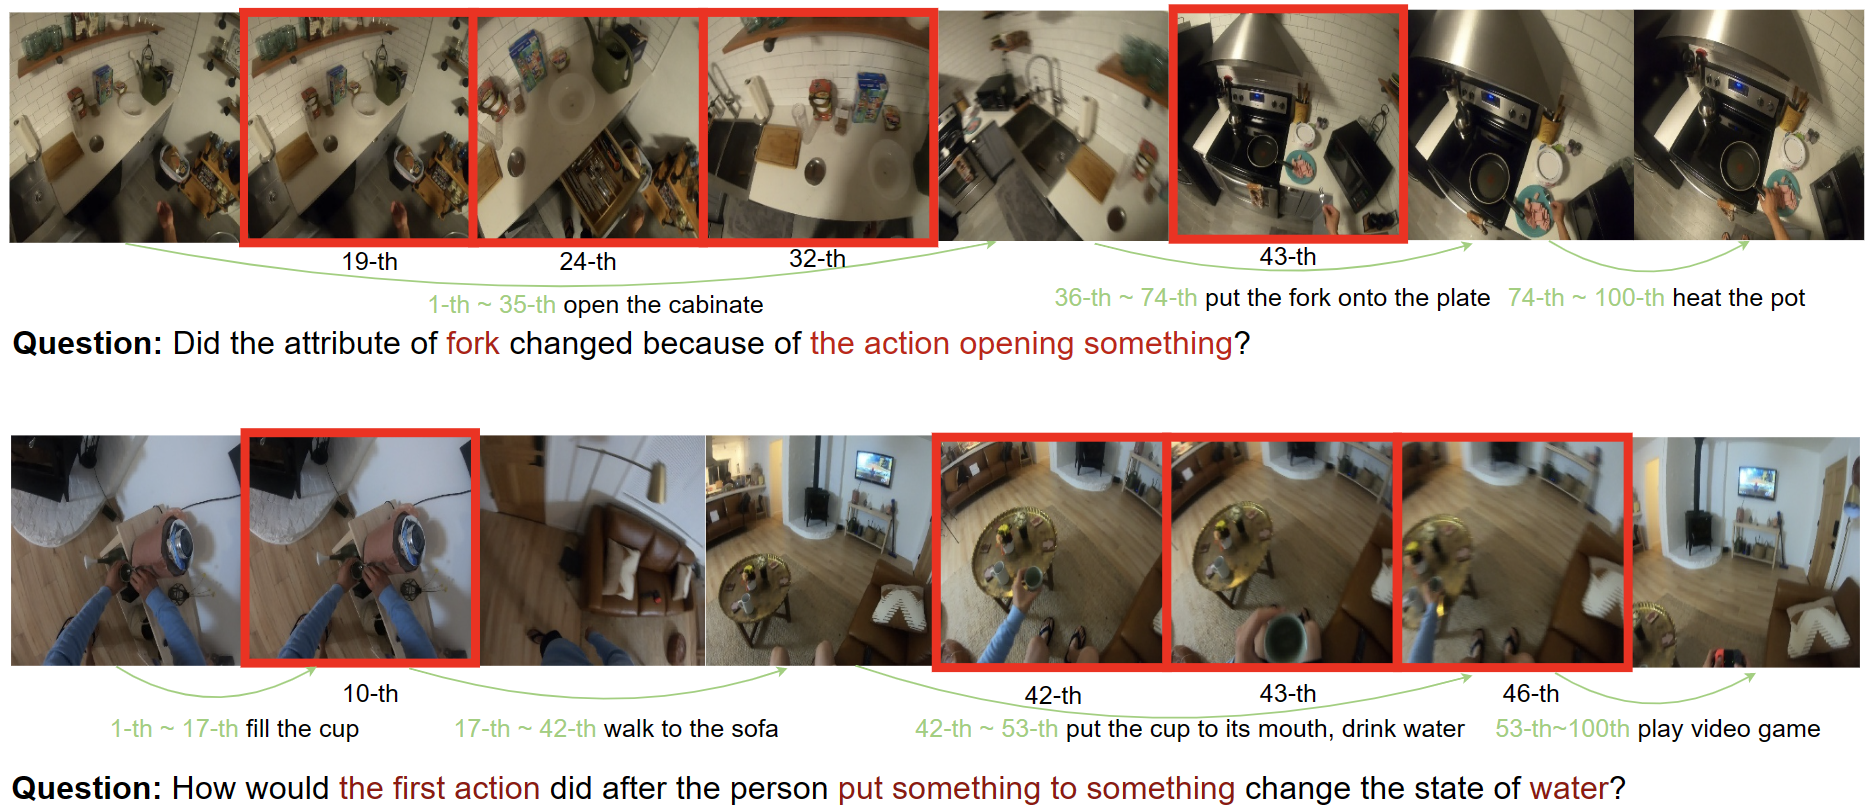 19-th
24-th
32-th
43-th
1-th ~ 35-th open the cabinate
36-th ~ 74-th put the fork onto the plate
74-th ~ 100-th heat the pot
Question: Did the attribute of fork changed because of the action opening something?
10-th
42-th
43-th
46-th
1-th ~ 17-th fill the cup
17-th ~ 42-th walk to the sofa
42-th ~ 53-th put the cup to its mouth, drink water
53-th~100th play video game
Question: How would the first action did after the person put something to something change the state of water?